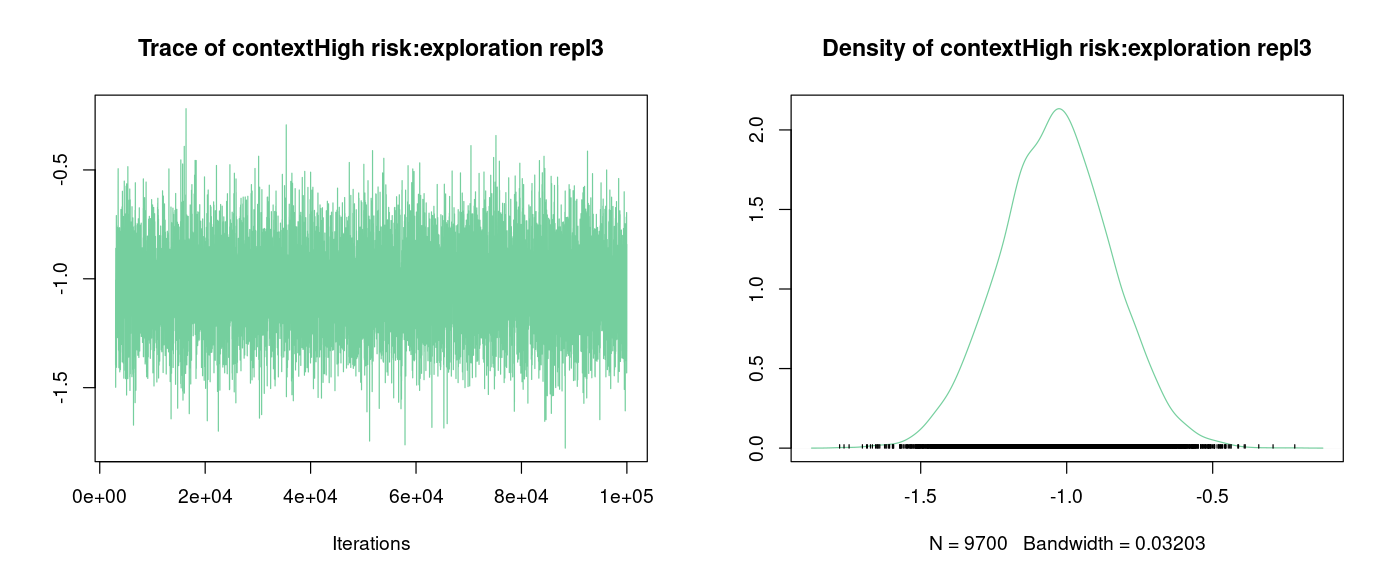 Trace of contextHigh risk:exploration repl3
-0.5
-1.0
-1.5
0e+00 2e+04 4e+04 6e+04 8e+04 1e+05
Iterations
Density of contextHigh risk:exploration repl3
2.0
1.5
1.0
0.5
0.0
-1.5 -1.0 -0.5
N = 9700 Bandwidth = 0.03203